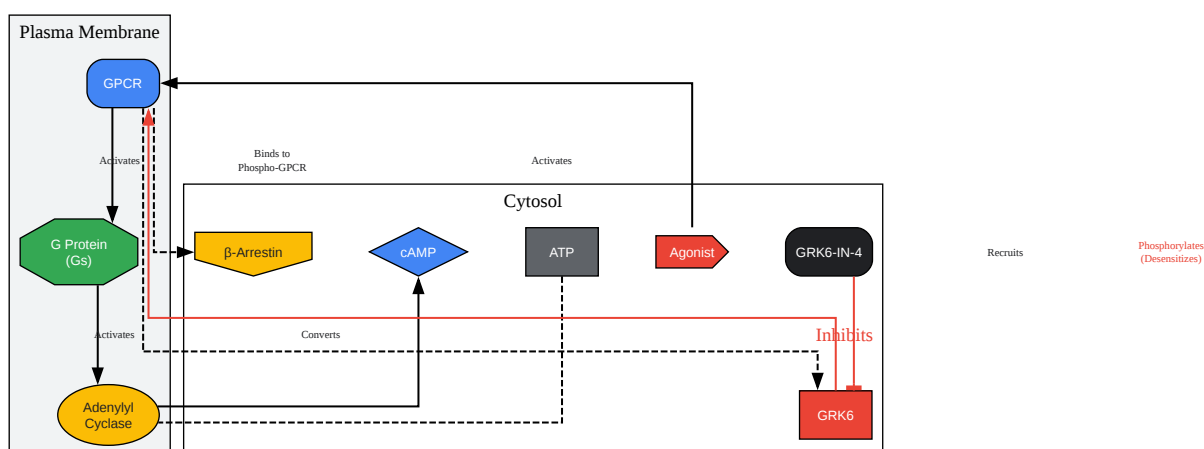 Plasma Membrane
GPCR
Activates
Binds to
Phospho-GPCR
Activates
Cytosol
G Protein
(Gs)
β-Arrestin
cAMP
ATP
Agonist
GRK6-IN-4
Recruits
Phosphorylates
(Desensitizes)
Activates
Converts
Inhibits
Adenylyl
Cyclase
GRK6